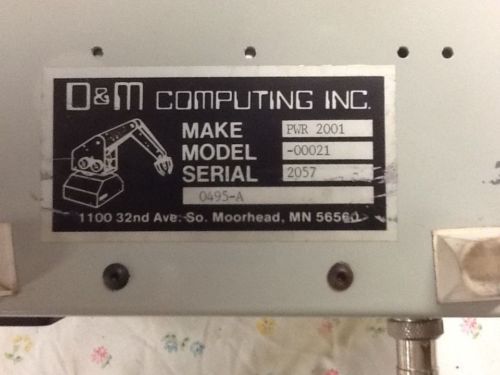 D&M COMPUTING INC.
MAKE PWR 2001
MODEL -00021
SERIAL 2057
0495-A
1100 32nd Ave. So. Moorhead, MN 56560